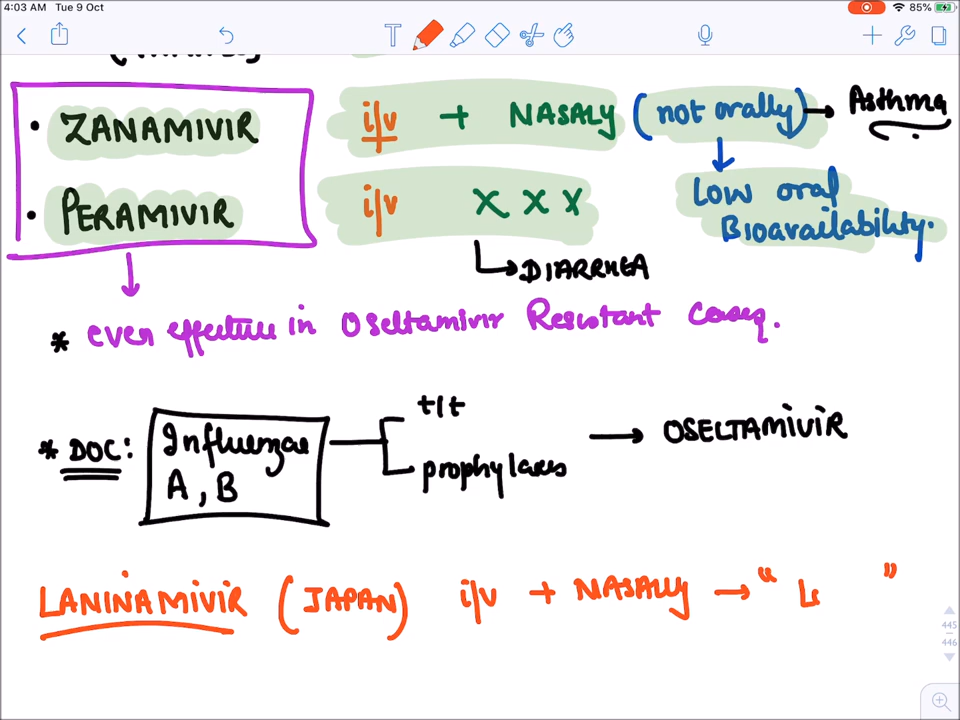 4:03 AM Tue 9 Oct
85%
T
• ZANAMIVIR i/v + NASALY (not orally) → Asthma
• PERAMIVIR i/v X X X
Low oral
Bioavailability.
DIARRHEA
* even effective in Oseltamivir Resistant cases.
* DOC: Influenzae
A, B
t/t
prophylaxis
→ OSELTAMIVIR
LANINAMIVIR (JAPAN) i/v + NASALLY → " "
445
446